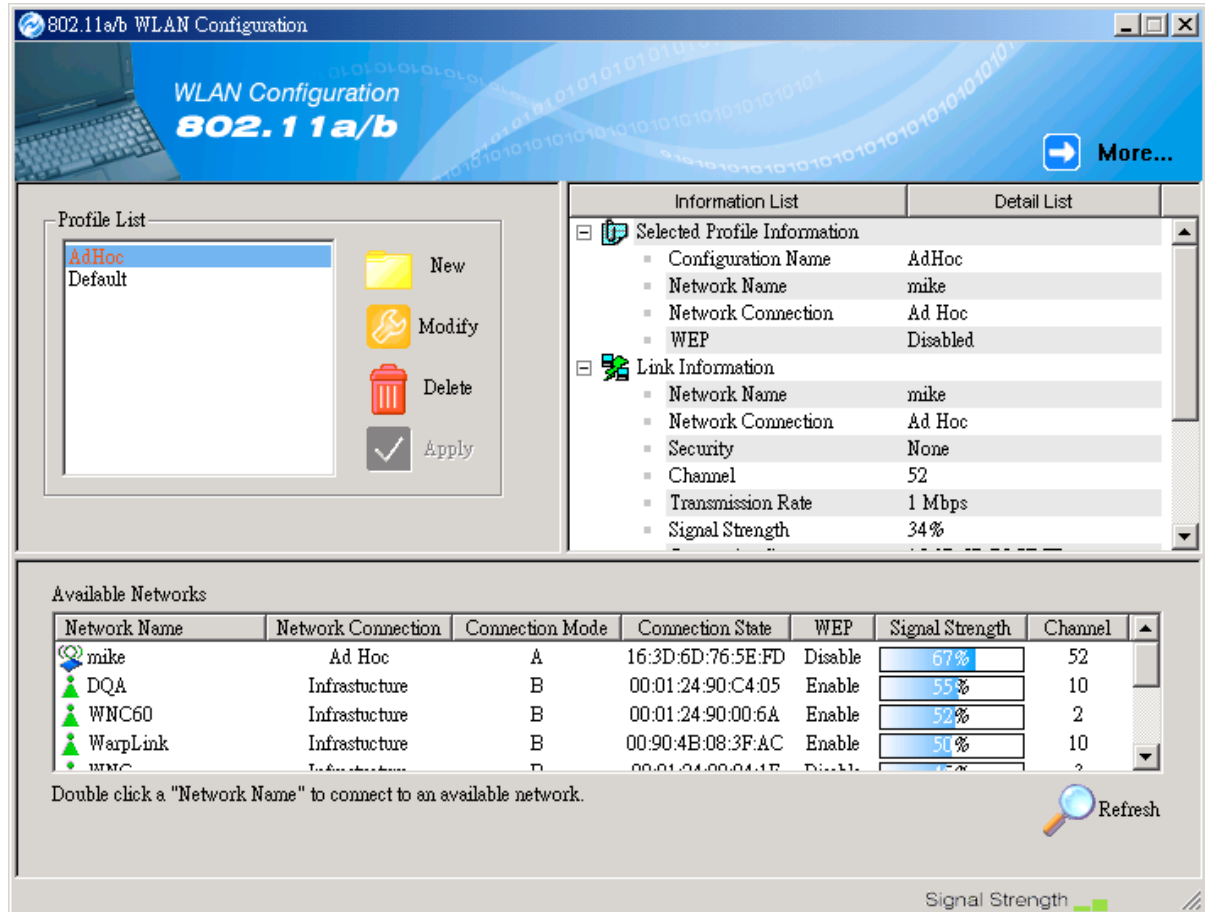 802.11a/b WLAN Configuration
WLAN Configuration
802.11a/b
More...
Profile List
AdHoc
Default
New
Modify
Delete
Apply
Information List Detail List
Selected Profile Information
Configuration Name AdHoc
Network Name mike
Network Connection Ad Hoc
WEP Disabled
Link Information
Network Name mike
Network Connection Ad Hoc
Security None
Channel 52
Transmission Rate 1 Mbps
Signal Strength 34%
Available Networks
Network Name Network Connection Connection Mode Connection State WEP Signal Strength Channel
mike Ad Hoc A 16:3D:6D:76:5E:FD Disable 67% 52
DQA Infrastucture B 00:01:24:90:C4:05 Enable 55% 10
WNC60 Infrastucture B 00:01:24:90:00:6A Enable 52% 2
WarpLink Infrastucture B 00:90:4B:08:3F:AC Enable 50% 10
Double click a "Network Name" to connect to an available network.
Refresh
Signal Strength